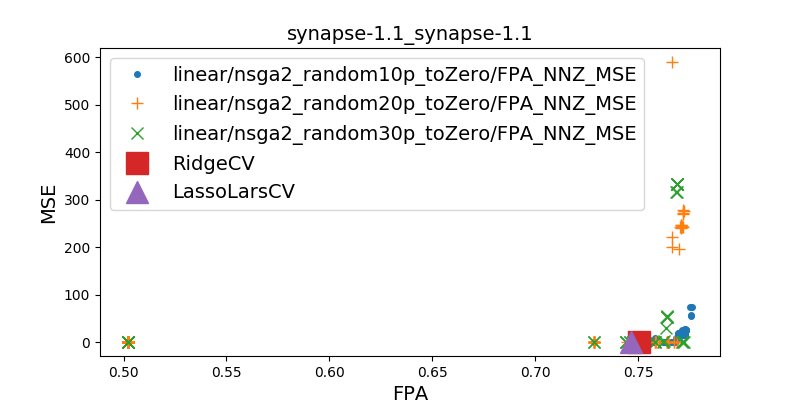 synapse-1.1_synapse-1.1
600
500
400
300
200
100
0
MSE
linear/nsga2_random10p_toZero/FPA_NNZ_MSE
linear/nsga2_random20p_toZero/FPA_NNZ_MSE
linear/nsga2_random30p_toZero/FPA_NNZ_MSE
RidgeCV
LassoLarsCV
0.50 0.55 0.60 0.65 0.70 0.75
FPA